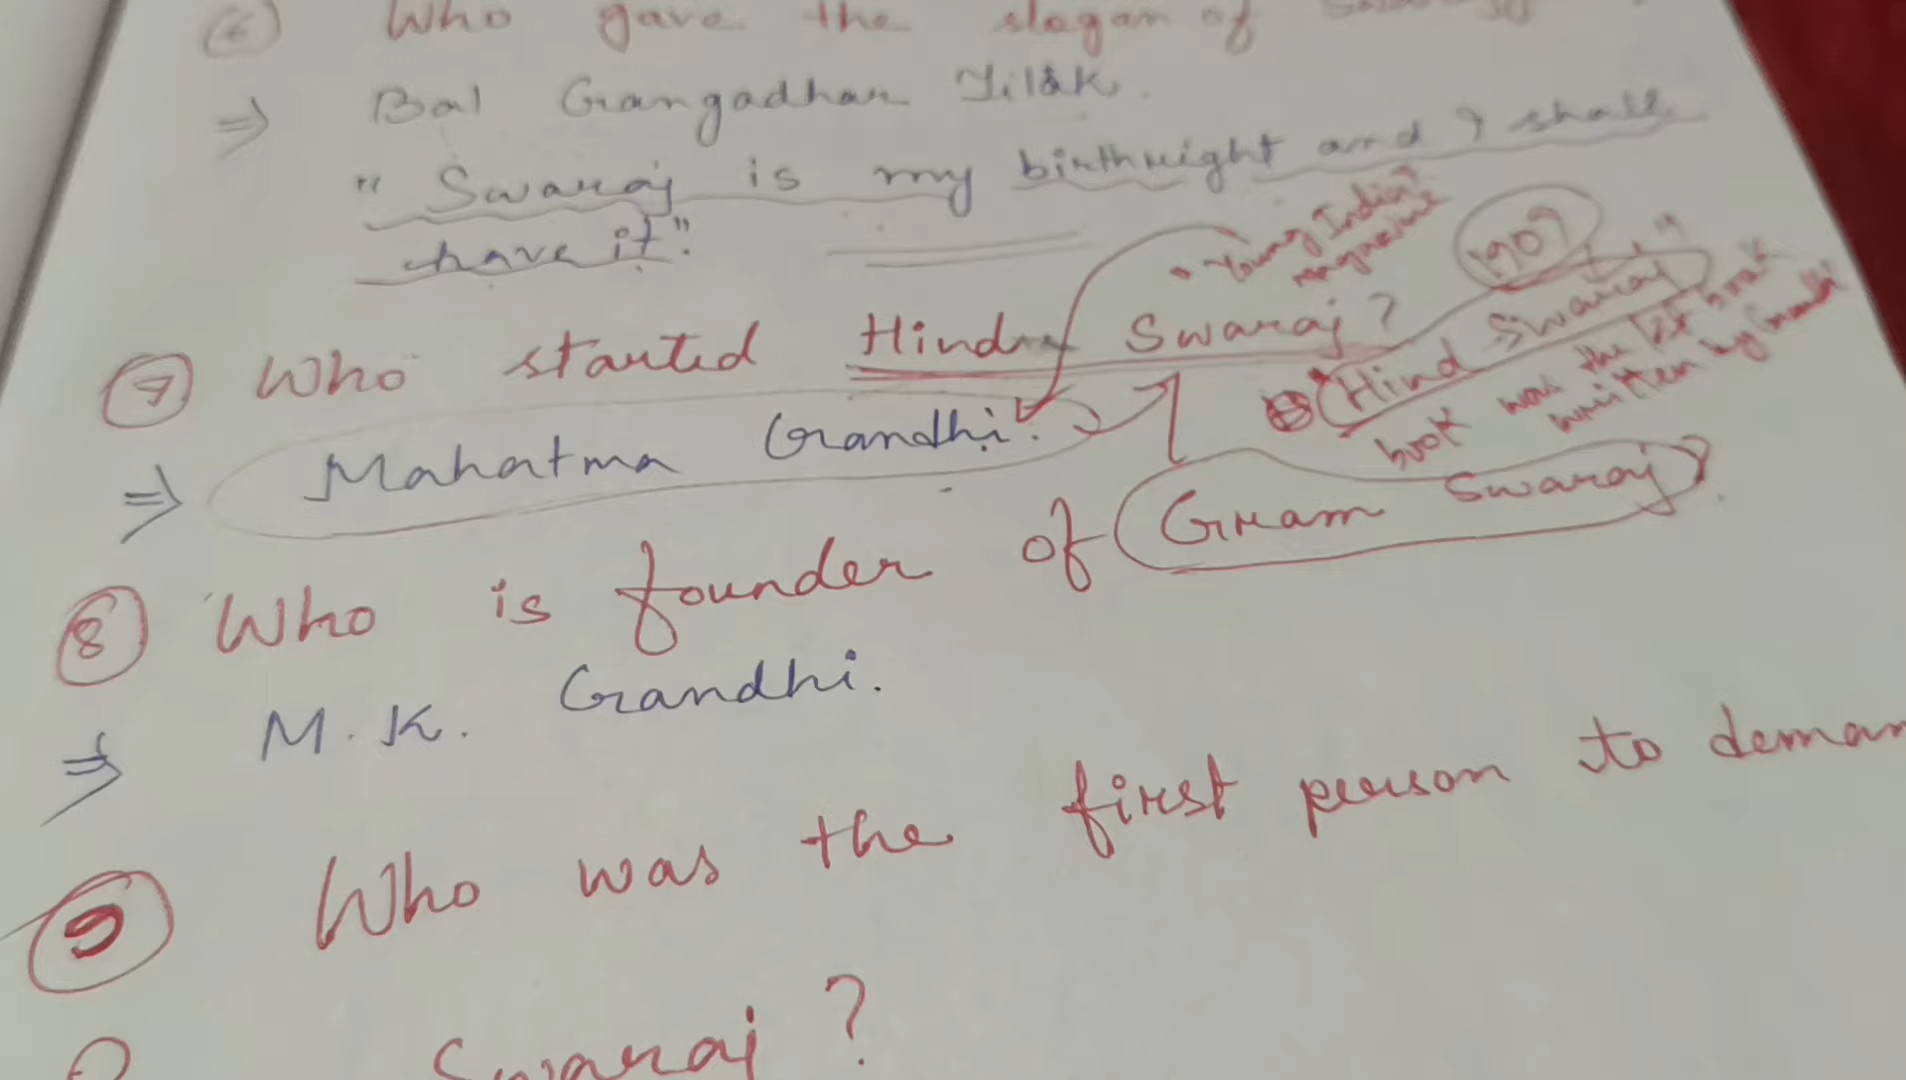 6 Who gave the slogan of
⇒ Bal Gangadhar Tilak.
"Swaraj is my birthright and I shall
have it".
• "Young India"
magazine
1909
7 Who started Hind Swaraj?
"Hind Swaraj"
book was the 1st book
written by Gandhi
⇒ Mahatma Gandhi.
8 Who is founder of Gram Swaraj?
⇒ M. K. Gandhi.
9 Who was the first person to deman
Swaraj?